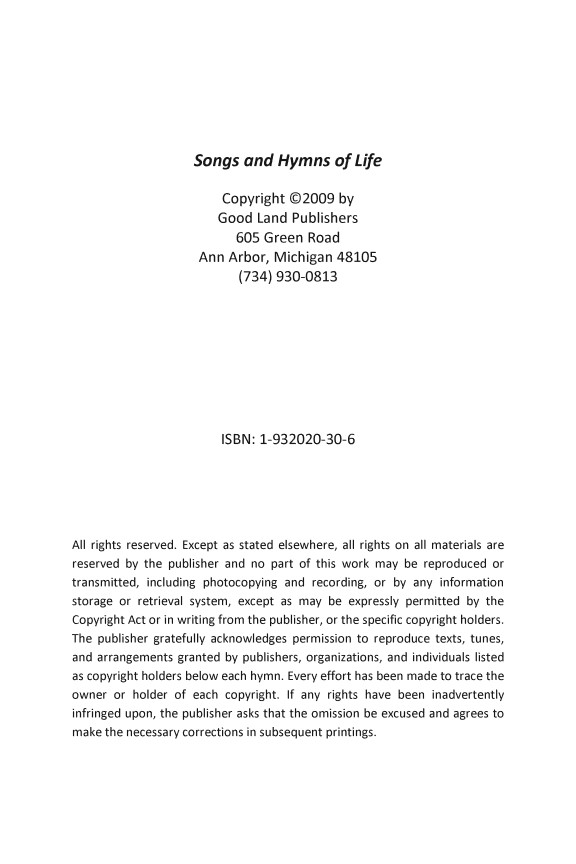 Songs and Hymns of Life
Copyright ©2009 by
Good Land Publishers
605 Green Road
Ann Arbor, Michigan 48105
(734) 930-0813
ISBN: 1-932020-30-6
All rights reserved. Except as stated elsewhere, all rights on all materials are
reserved by the publisher and no part of this work may be reproduced or
transmitted, including photocopying and recording, or by any information
storage or retrieval system, except as may be expressly permitted by the
Copyright Act or in writing from the publisher, or the specific copyright holders.
The publisher gratefully acknowledges permission to reproduce texts, tunes,
and arrangements granted by publishers, organizations, and individuals listed
as copyright holders below each hymn. Every effort has been made to trace the
owner or holder of each copyright. If any rights have been inadvertently
infringed upon, the publisher asks that the omission be excused and agrees to
make the necessary corrections in subsequent printings.